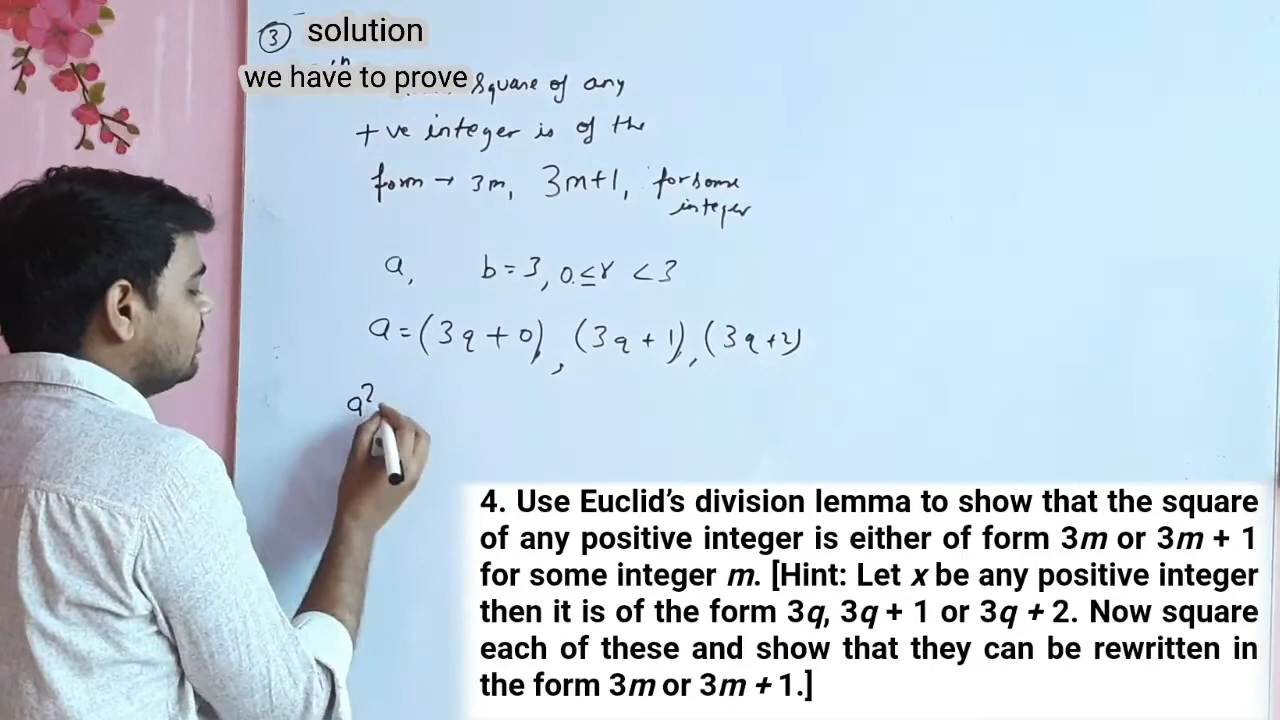 3 solution
we have to prove square of any
+ve integer is of the
form → 3m, 3m+1, for some
integer
a, b=3, 0≤r <3
a=(3q+0), (3q+1), (3q+2)
a²
4. Use Euclid’s division lemma to show that the square
of any positive integer is either of form 3m or 3m + 1
for some integer m. [Hint: Let x be any positive integer
then it is of the form 3q, 3q + 1 or 3q + 2. Now square
each of these and show that they can be rewritten in
the form 3m or 3m + 1.]